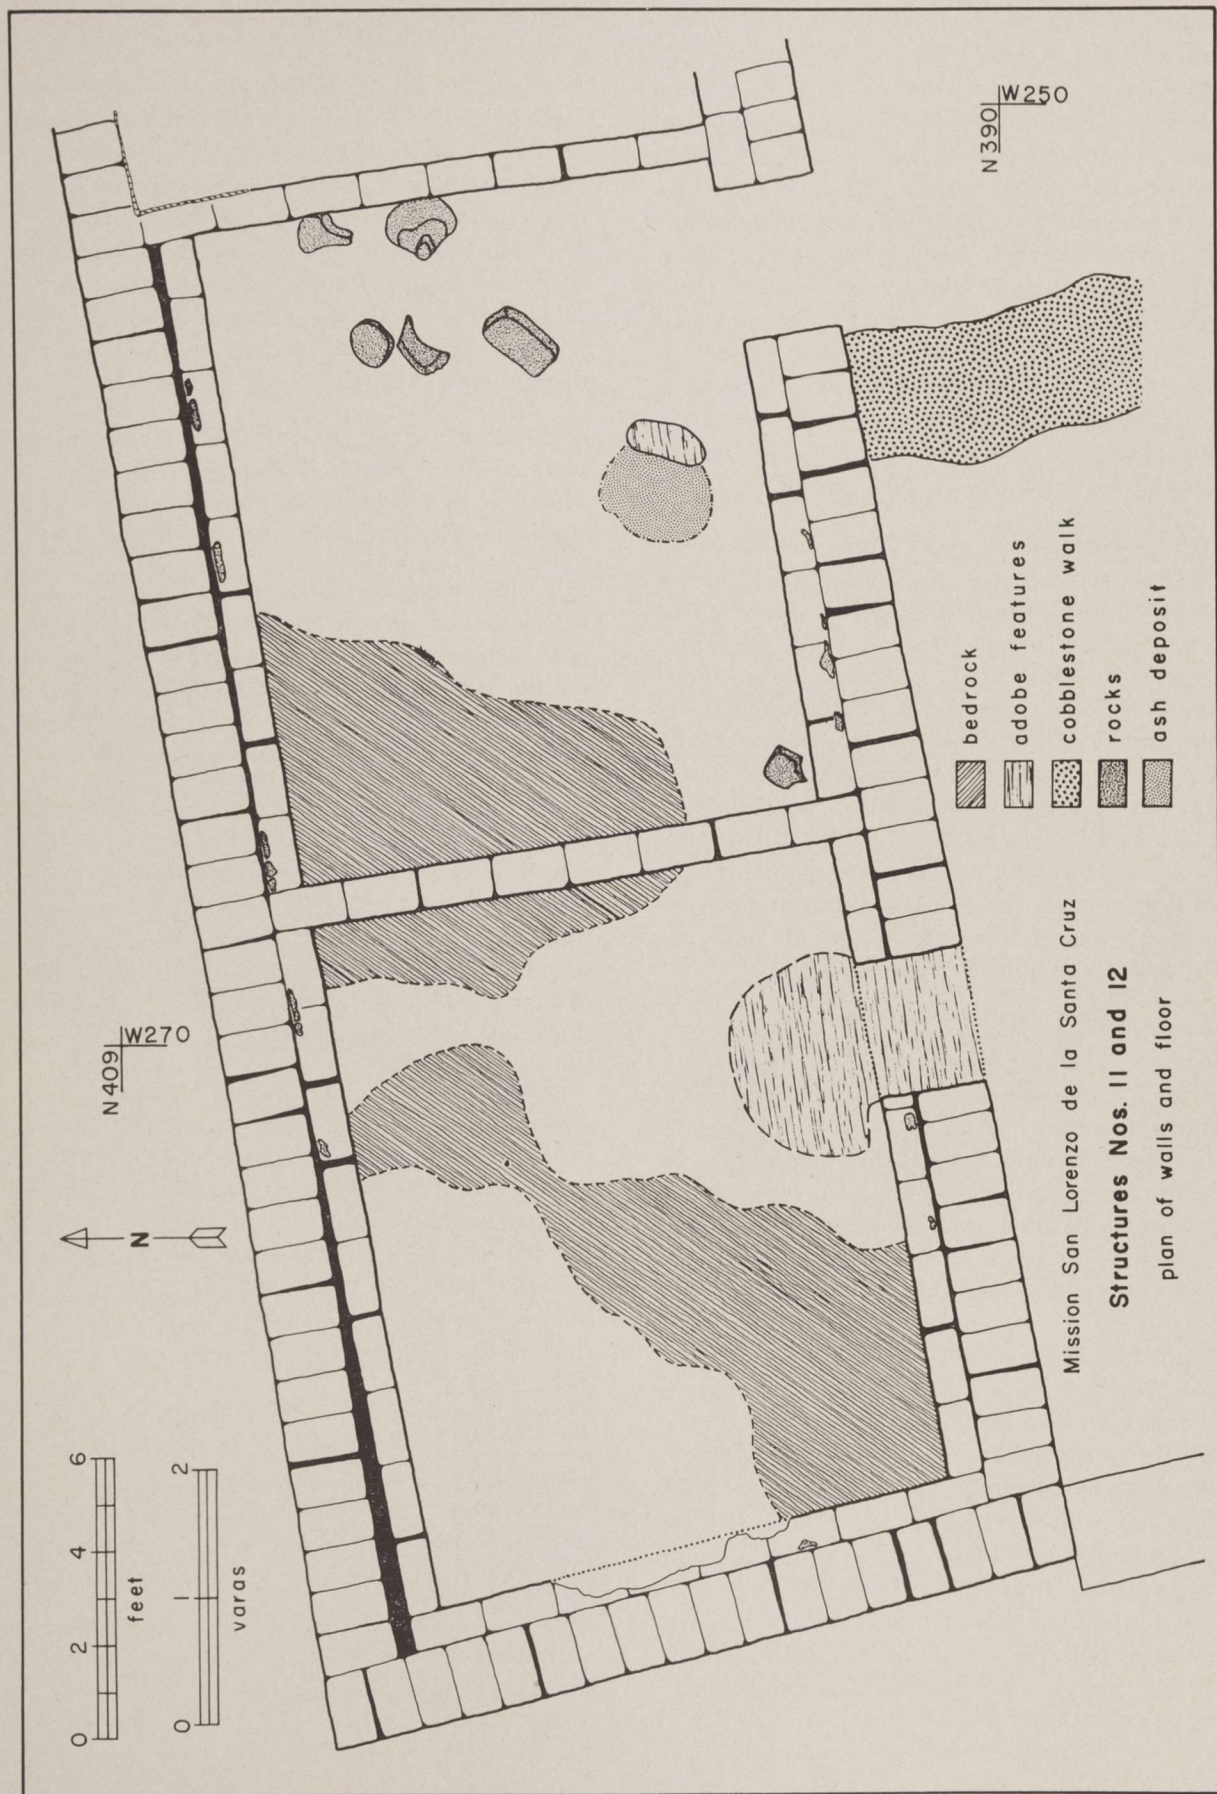 0 2 4 6
feet
0 1 2
varas
N
N409
W270
N390
W250
bedrock
adobe features
cobblestone walk
rocks
ash deposit
Mission San Lorenzo de la Santa Cruz
Structures Nos. 11 and 12
plan of walls and floor